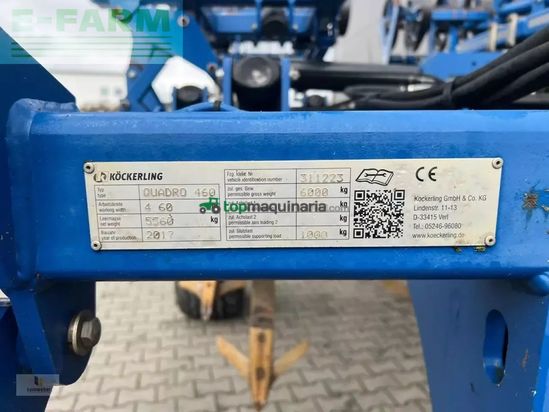 E-FARM
KÖCKERLING
Typ
type
QUADRO 460
Arbeitsbreite
working width
4 60
Leermasse
net weight
5560
kg
Baujahr
year of production
2017
Fzg. Ident. Nr.
vehicle identification number
311223
zul. ges. Gew.
permissible gross weight
6000
kg
topmaquinaria.com
zul. Achslast 2
permissible axle loading 2
kg
zul. Stützlast
permissible supporting load
1000
kg
CE
Köckerling GmbH & Co. KG
Lindenstr. 11-13
D-33415 Verl
Tel.: 05246-96080
www.koeckerling.de